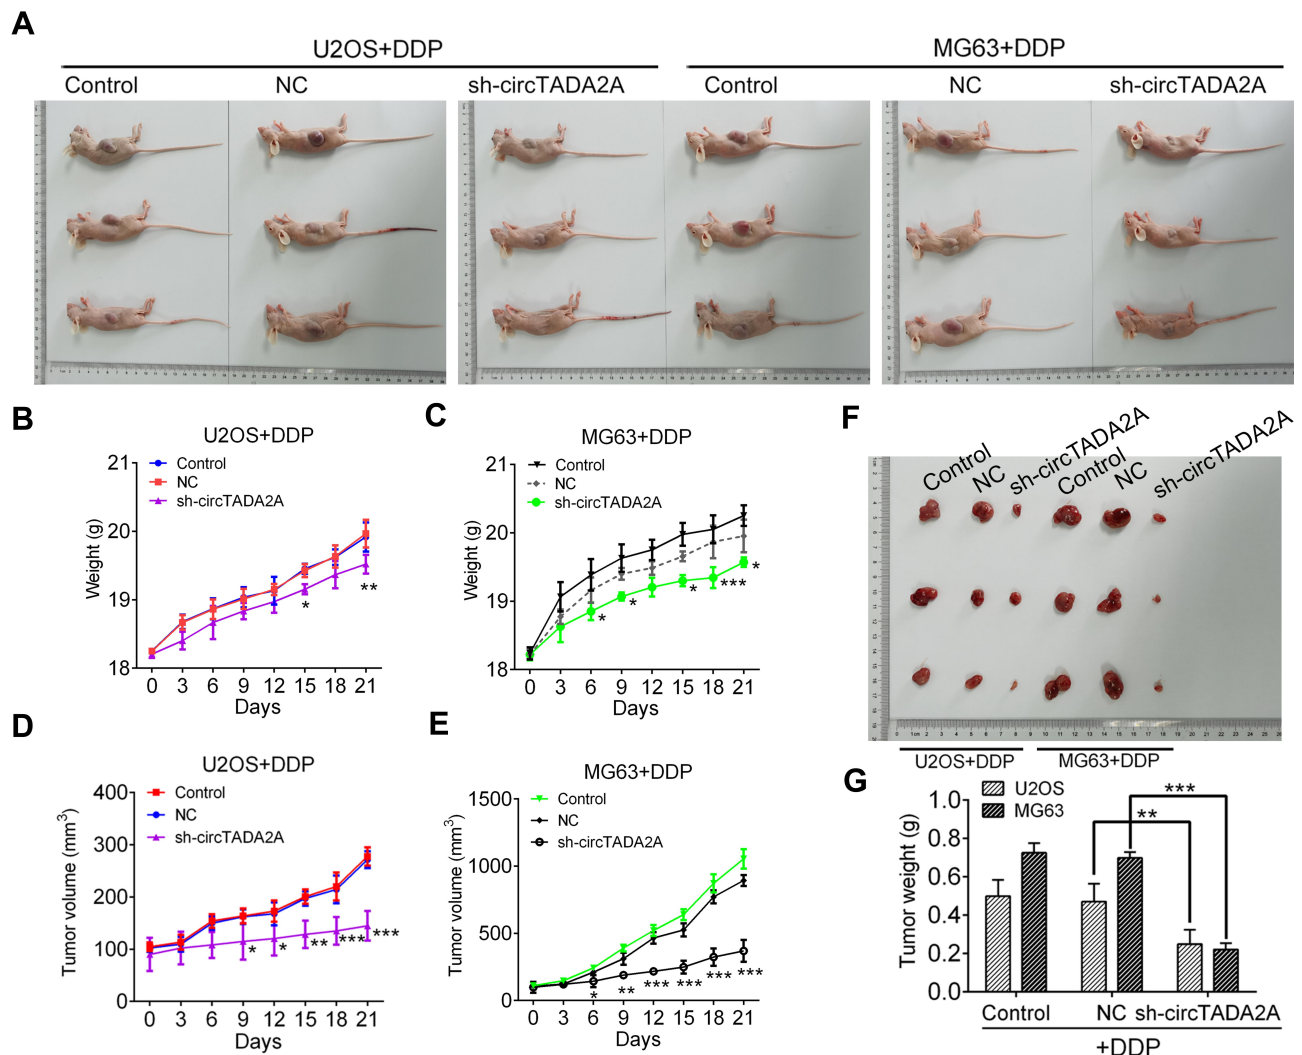 A
U2OS+DDP
MG63+DDP
Control NC sh-circTADA2A Control NC sh-circTADA2A
B
U2OS+DDP
Control
NC
sh-circTADA2A
Weight (g)
21
20
19
18
*
**
0 3 6 9 12 15 18 21
Days
C
MG63+DDP
Control
NC
sh-circTADA2A
Weight (g)
21
20
19
18
*
*
*
***
*
0 3 6 9 12 15 18 21
Days
D
U2OS+DDP
Control
NC
sh-circTADA2A
Tumor volume (mm³)
400
300
200
100
0
* * ** *** ***
0 3 6 9 12 15 18 21
Days
E
MG63+DDP
Control
NC
sh-circTADA2A
Tumor volume (mm³)
1500
1000
500
0
* ** *** *** *** ***
0 3 6 9 12 15 18 21
Days
F
Control NC sh-circTADA2A Control NC sh-circTADA2A
U2OS+DDP MG63+DDP
G
U2OS
MG63
Tumor weight (g)
1.0
0.8
0.6
0.4
0.2
0.0
***
**
Control NC sh-circTADA2A
+DDP